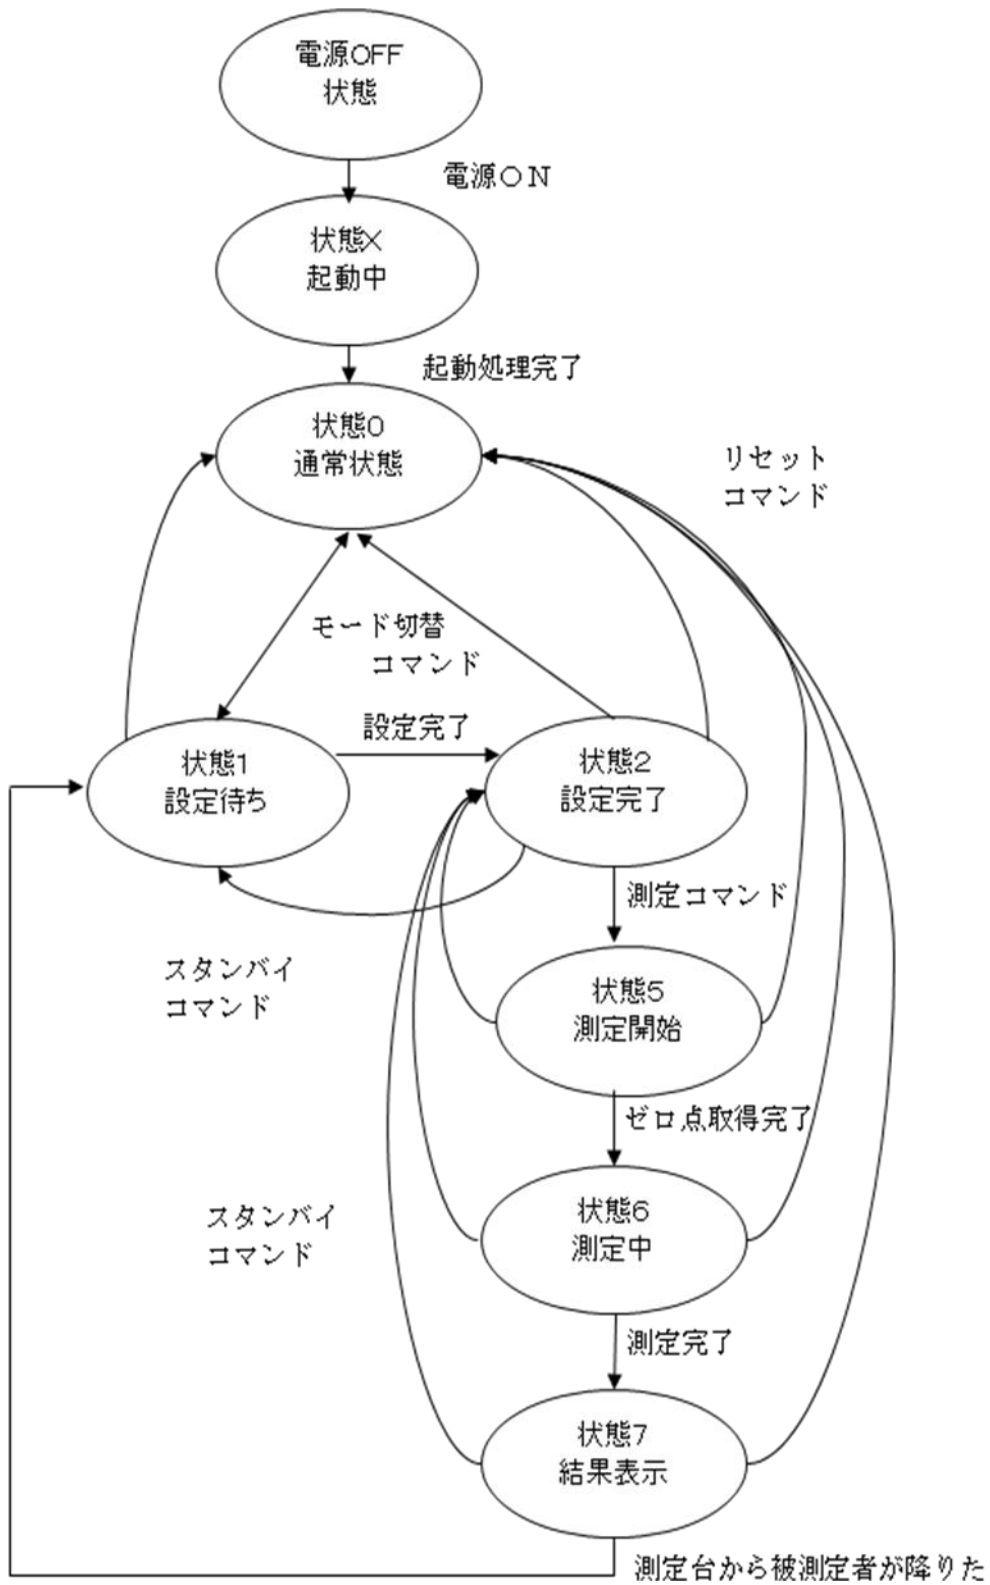 電源OFF
状態
電源ON
状態X
起動中
起動処理完了
状態0
通常状態
リセット
コマンド
モード切替
コマンド
設定完了
状態1
設定待ち
状態2
設定完了
測定コマンド
スタンバイ
コマンド
状態5
測定開始
ゼロ点取得完了
状態6
測定中
スタンバイ
コマンド
測定完了
状態7
結果表示
測定台から被測定者が降りた